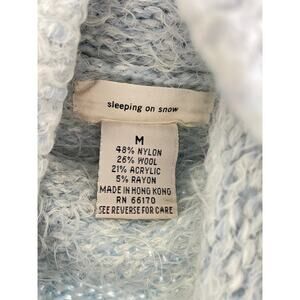 sleeping on snow
M
48% NYLON
26% WOOL
21% ACRYLIC
5% RAYON
MADE IN HONG KONG
RN 66170
SEE REVERSE FOR CARE